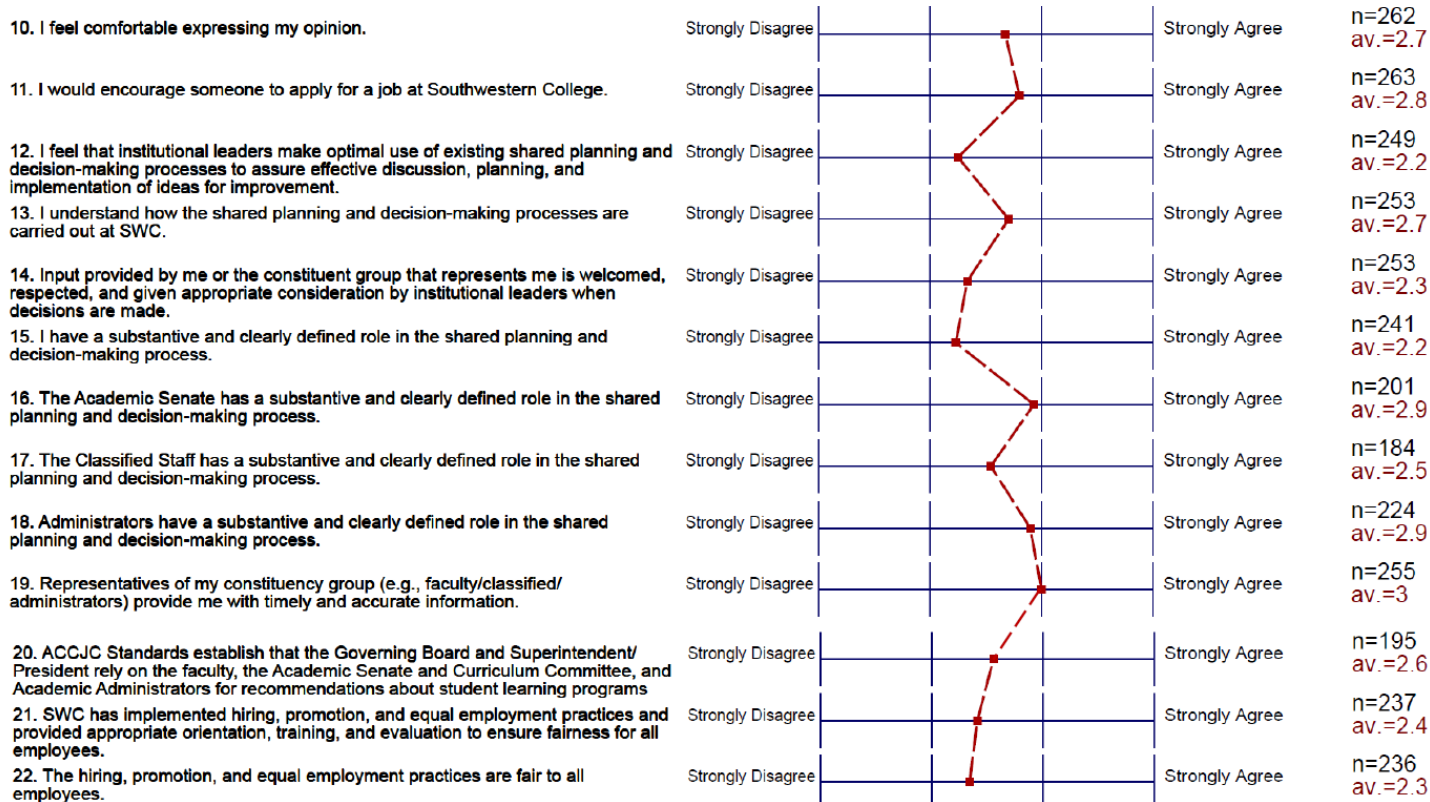 10. I feel comfortable expressing my opinion.
Strongly Disagree
Strongly Agree
n=262
av.=2.7
11. I would encourage someone to apply for a job at Southwestern College.
Strongly Disagree
Strongly Agree
n=263
av.=2.8
12. I feel that institutional leaders make optimal use of existing shared planning and
decision-making processes to assure effective discussion, planning, and
implementation of ideas for improvement.
Strongly Disagree
Strongly Agree
n=249
av.=2.2
13. I understand how the shared planning and decision-making processes are
carried out at SWC.
Strongly Disagree
Strongly Agree
n=253
av.=2.7
14. Input provided by me or the constituent group that represents me is welcomed,
respected, and given appropriate consideration by institutional leaders when
decisions are made.
Strongly Disagree
Strongly Agree
n=253
av.=2.3
15. I have a substantive and clearly defined role in the shared planning and
decision-making process.
Strongly Disagree
Strongly Agree
n=241
av.=2.2
16. The Academic Senate has a substantive and clearly defined role in the shared
planning and decision-making process.
Strongly Disagree
Strongly Agree
n=201
av.=2.9
17. The Classified Staff has a substantive and clearly defined role in the shared
planning and decision-making process.
Strongly Disagree
Strongly Agree
n=184
av.=2.5
18. Administrators have a substantive and clearly defined role in the shared
planning and decision-making process.
Strongly Disagree
Strongly Agree
n=224
av.=2.9
19. Representatives of my constituency group (e.g., faculty/classified/
administrators) provide me with timely and accurate information.
Strongly Disagree
Strongly Agree
n=255
av.=3
20. ACCJC Standards establish that the Governing Board and Superintendent/
President rely on the faculty, the Academic Senate and Curriculum Committee, and
Academic Administrators for recommendations about student learning programs
Strongly Disagree
Strongly Agree
n=195
av.=2.6
21. SWC has implemented hiring, promotion, and equal employment practices and
provided appropriate orientation, training, and evaluation to ensure fairness for all
employees.
Strongly Disagree
Strongly Agree
n=237
av.=2.4
22. The hiring, promotion, and equal employment practices are fair to all
employees.
Strongly Disagree
Strongly Agree
n=236
av.=2.3